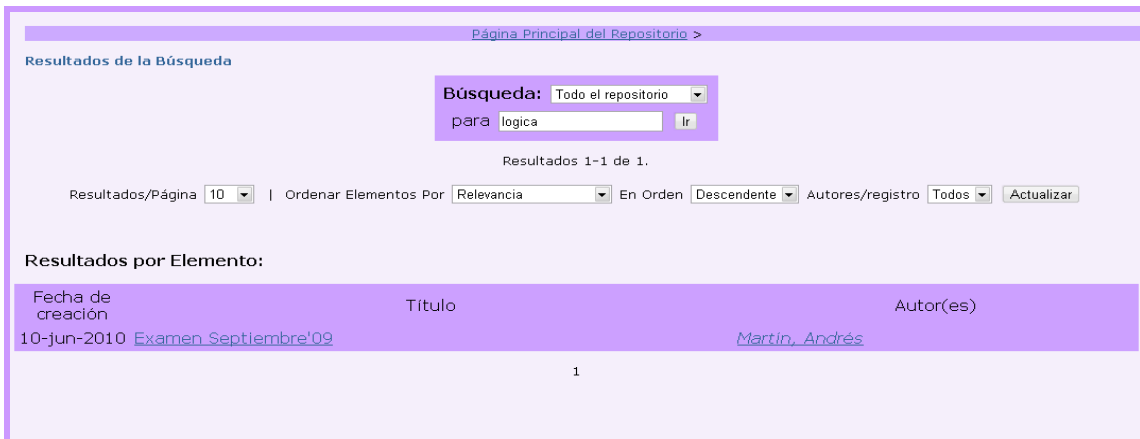 Página Principal del Repositorio >
Resultados de la Búsqueda
Búsqueda: Todo el repositorio
para logica Ir
Resultados 1-1 de 1.
Resultados/Página 10 | Ordenar Elementos Por Relevancia En Orden Descendente Autores/registro Todos Actualizar
Resultados por Elemento:
Fecha de creación Título Autor(es)
10-jun-2010 Examen Septiembre'09 Martín, Andrés
1